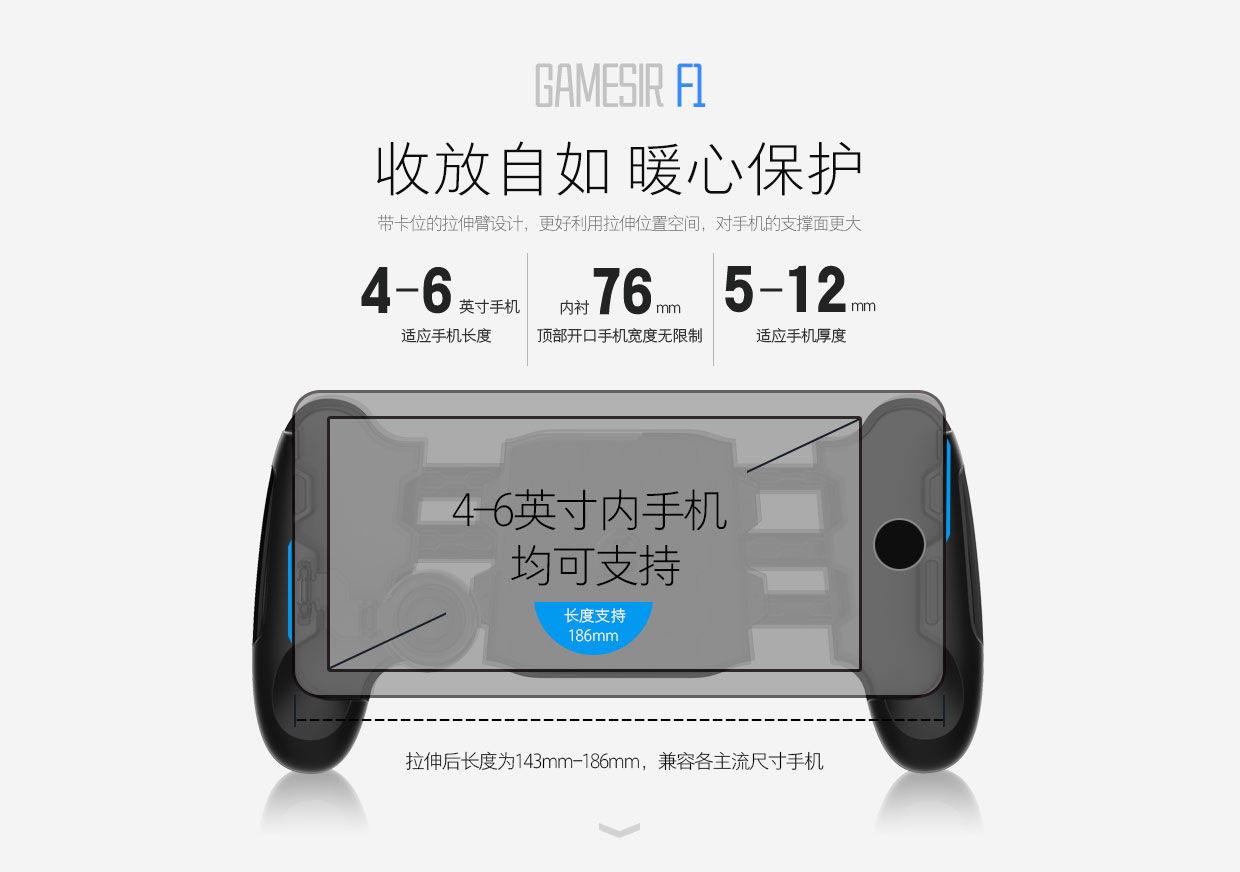 GAMESIR F1
收放自如 暖心保护
带卡位的拉伸臂设计，更好利用拉伸位置空间，对手机的支撑面更大
4-6 英寸手机
适应手机长度
内衬 76 mm
顶部开口手机宽度无限制
5-12 mm
适应手机厚度
4-6英寸内手机
均可支持
长度支持
186mm
拉伸后长度为143mm-186mm，兼容各主流尺寸手机